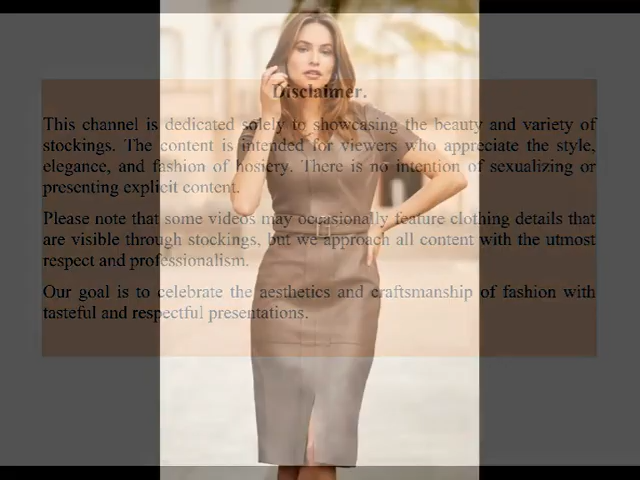 Disclaimer.
This channel is dedicated solely to showcasing the beauty and variety of
stockings. The content is intended for viewers who appreciate the style,
elegance, and fashion of hosiery. There is no intention of sexualizing or
presenting explicit content.
Please note that some videos may occasionally feature clothing details that
are visible through stockings, but we approach all content with the utmost
respect and professionalism.
Our goal is to celebrate the aesthetics and craftsmanship of fashion with
tasteful and respectful presentations.